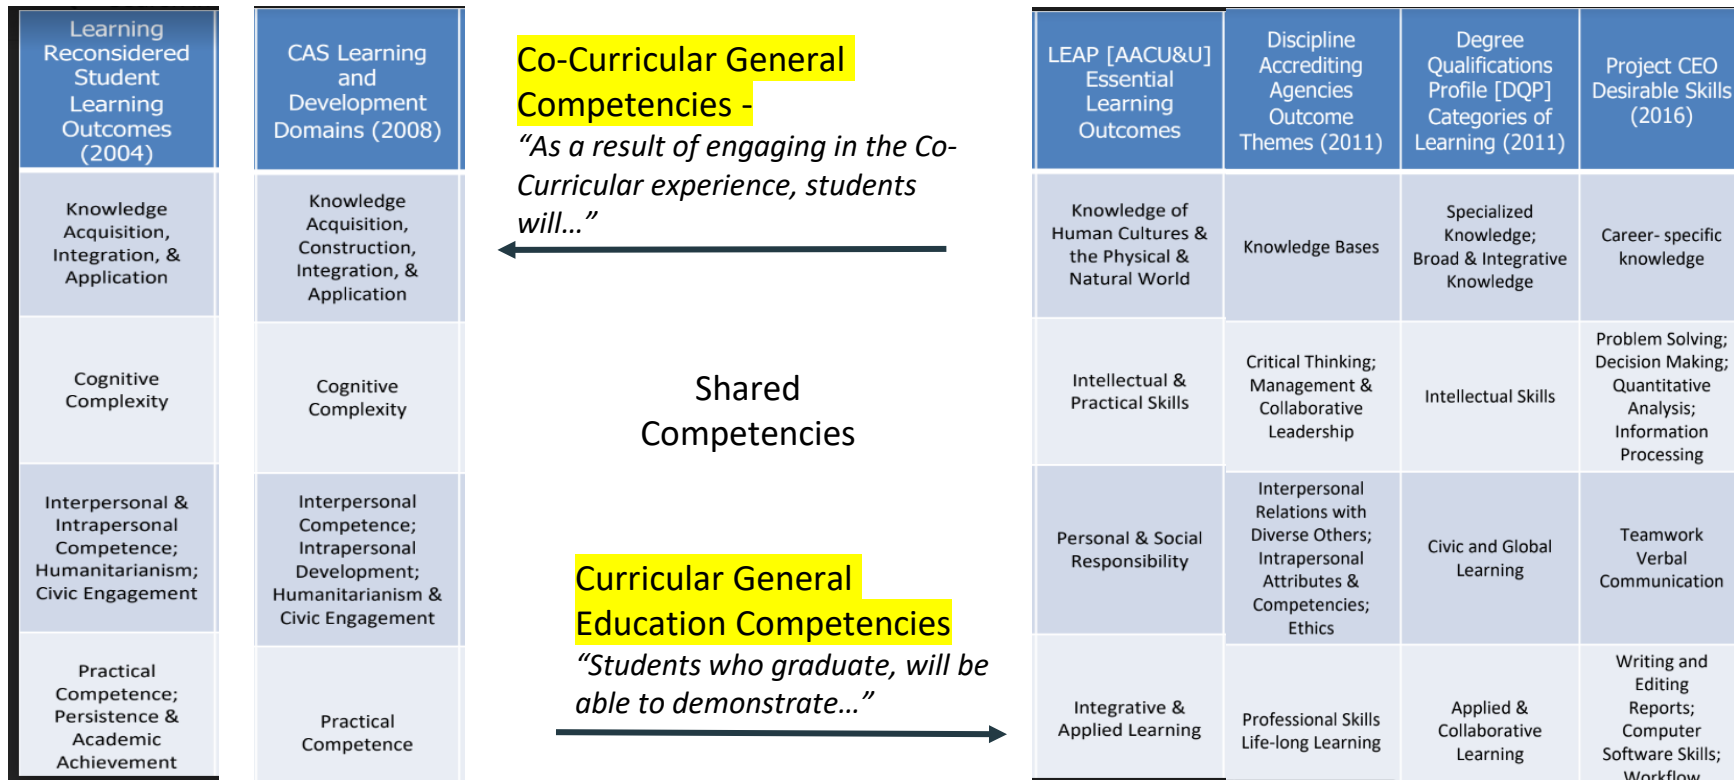 Learning
Reconsidered
Student
Learning
Outcomes
(2004)
Knowledge
Acquisition,
Integration, &
Application
Cognitive
Complexity
Interpersonal &
Intrapersonal
Competence;
Humanitarianism;
Civic Engagement
Practical
Competence;
Persistence &
Academic
Achievement
CAS Learning
and
Development
Domains (2008)
Knowledge
Acquisition,
Construction,
Integration, &
Application
Cognitive
Complexity
Interpersonal
Competence;
Intrapersonal
Development;
Humanitarianism &
Civic Engagement
Practical
Competence
Co-Curricular General
Competencies -
“As a result of engaging in the Co-
Curricular experience, students
will…”
Shared
Competencies
Curricular General
Education Competencies
“Students who graduate, will be
able to demonstrate…”
LEAP [AACU&U]
Essential
Learning
Outcomes
Knowledge of
Human Cultures &
the Physical &
Natural World
Intellectual &
Practical Skills
Personal & Social
Responsibility
Integrative &
Applied Learning
Discipline
Accrediting
Agencies
Outcome
Themes (2011)
Knowledge Bases
Critical Thinking;
Management &
Collaborative
Leadership
Interpersonal
Relations with
Diverse Others;
Intrapersonal
Attributes &
Competencies;
Ethics
Professional Skills
Life-long Learning
Degree
Qualifications
Profile [DQP]
Categories of
Learning (2011)
Specialized
Knowledge;
Broad & Integrative
Knowledge
Intellectual Skills
Civic and Global
Learning
Applied &
Collaborative
Learning
Project CEO
Desirable Skills
(2016)
Career- specific
knowledge
Problem Solving;
Decision Making;
Quantitative
Analysis;
Information
Processing
Teamwork
Verbal
Communication
Writing and
Editing
Reports;
Computer
Software Skills;
Workflow